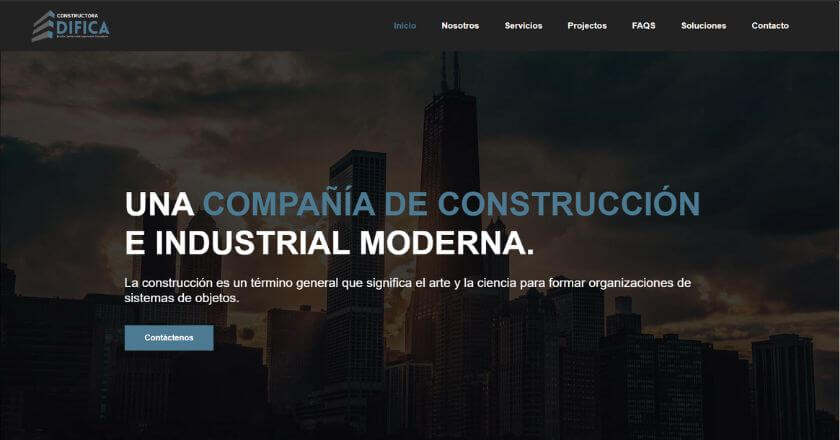 CONSTRUCTORA
DIFICA
Inicio Nosotros Servicios Projectos FAQS Soluciones Contacto
UNA COMPAÑÍA DE CONSTRUCCIÓN
E INDUSTRIAL MODERNA.
La construcción es un término general que significa el arte y la ciencia para formar organizaciones de
sistemas de objetos.
Contáctenos